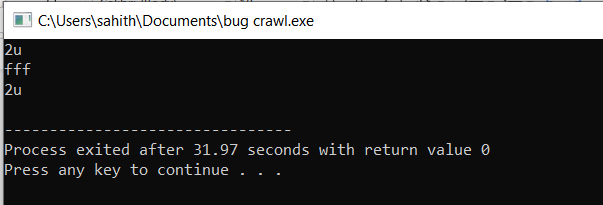 C:\Users\sahith\Documents\bug crawl.exe
2u
fff
2u
--------------------------------
Process exited after 31.97 seconds with return value 0
Press any key to continue . . .